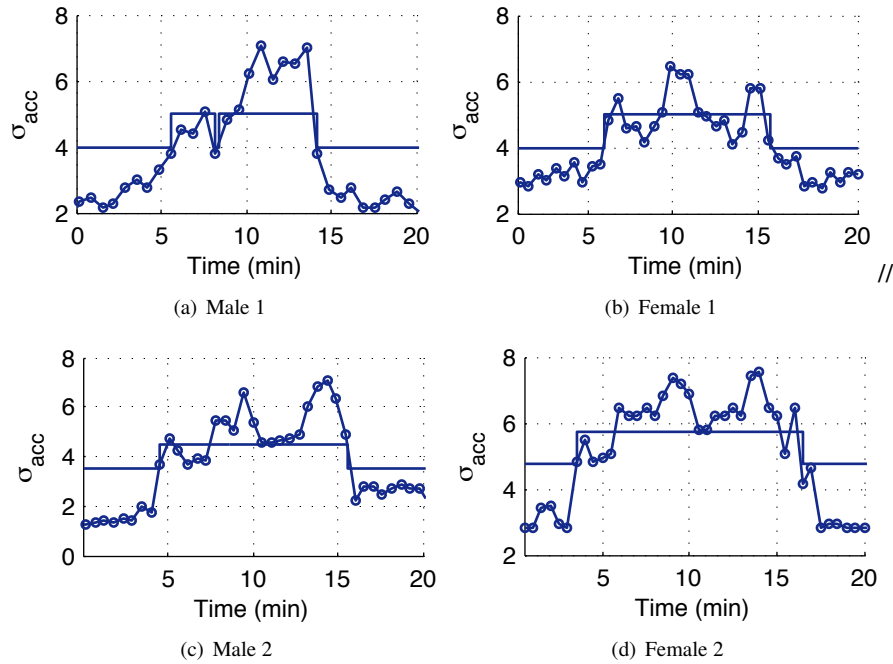 8
6
4
2
σacc
0 5 10 15 20
Time (min)
(a) Male 1
8
6
4
2
σacc
0 5 10 15 20
Time (min)
(b) Female 1
//
8
6
4
2
0
σacc
5 10 15 20
Time (min)
(c) Male 2
8
6
4
2
σacc
5 10 15 20
Time (min)
(d) Female 2